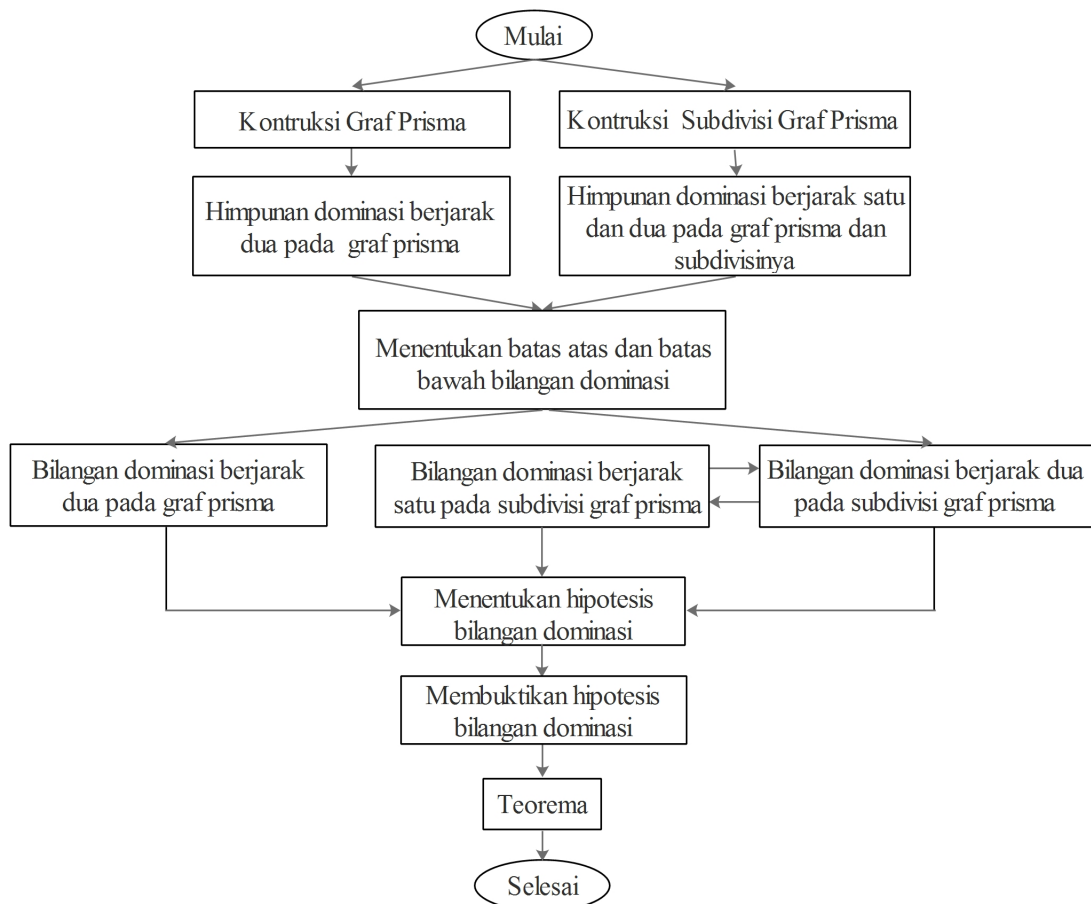 Mulai
Kontruksi Graf Prisma
Kontruksi Subdivisi Graf Prisma
Himpunan dominasi berjarak
dua pada graf prisma
Himpunan dominasi berjarak satu
dan dua pada graf prisma dan
subdivisinya
Menentukan batas atas dan batas
bawah bilangan dominasi
Bilangan dominasi berjarak
dua pada graf prisma
Bilangan dominasi berjarak
satu pada subdivisi graf prisma
Bilangan dominasi berjarak dua
pada subdivisi graf prisma
Menentukan hipotesis
bilangan dominasi
Membuktikan hipotesis
bilangan dominasi
Teorema
Selesai